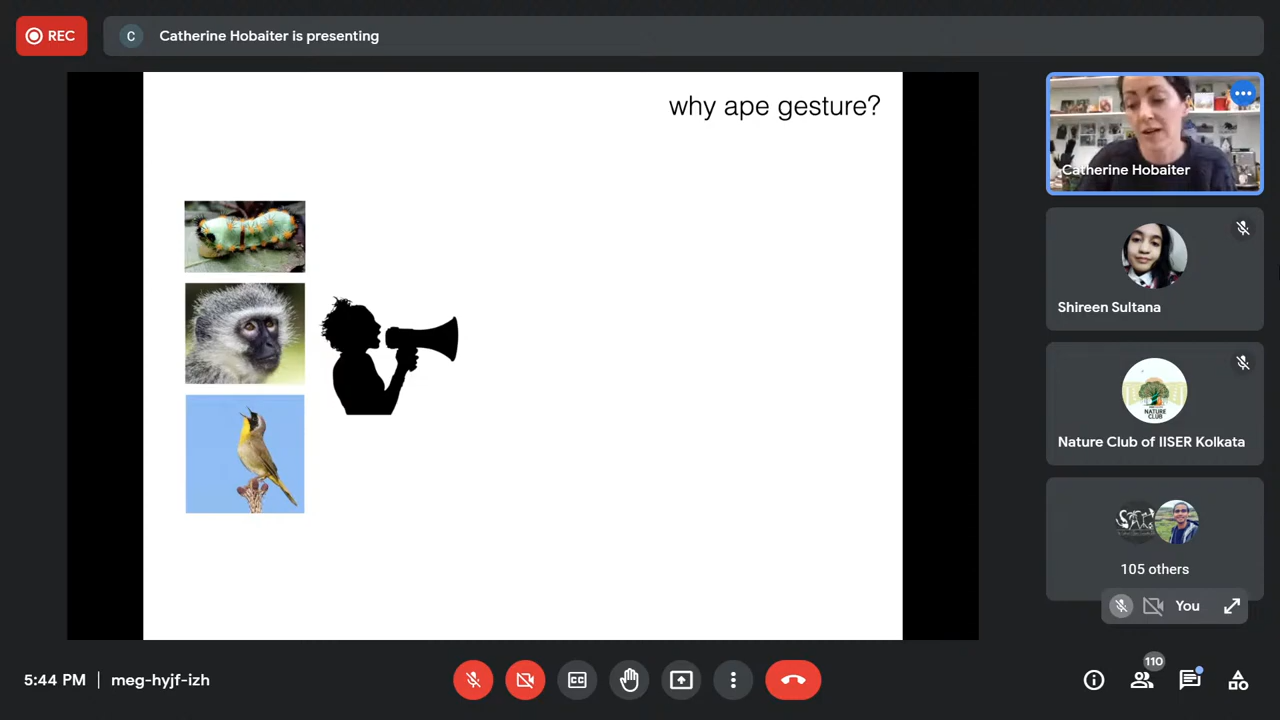 REC
C
Catherine Hobaiter is presenting
why ape gesture?
Catherine Hobaiter
Shireen Sultana
NATURE
CLUB
Nature Club of IISER Kolkata
105 others
You
5:44 PM
meg-hyjf-izh
CC
110